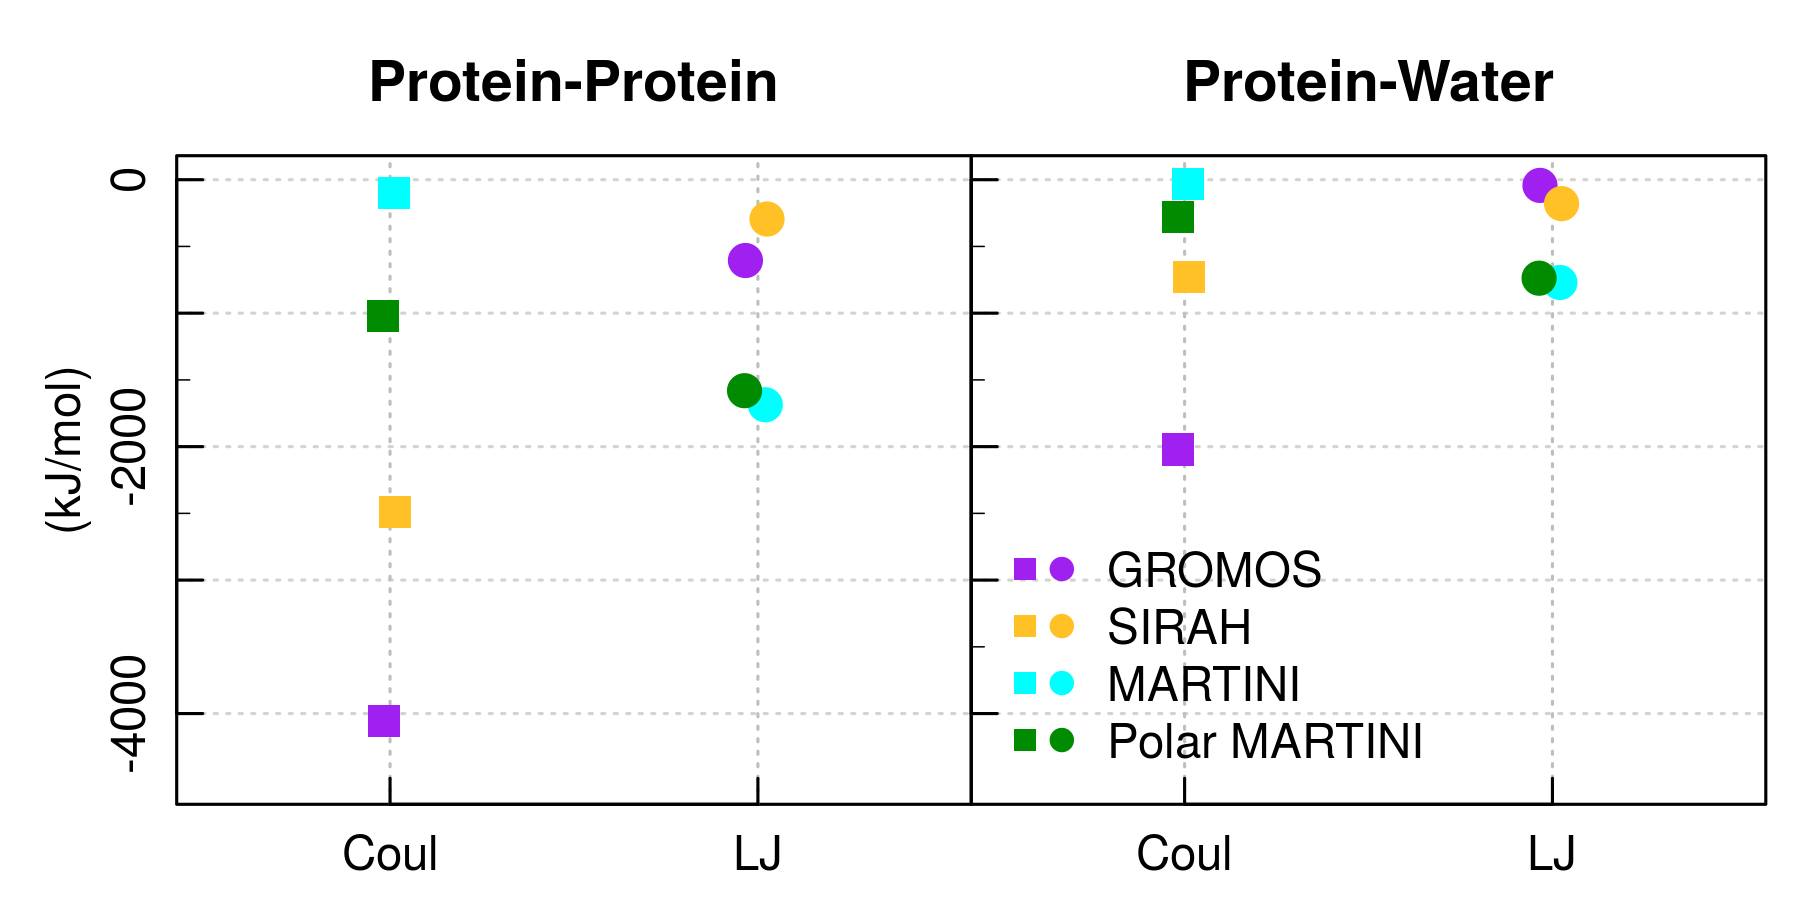 Protein-Protein
Protein-Water
(kJ/mol)
0
-2000
-4000
GROMOS
SIRAH
MARTINI
Polar MARTINI
Coul
LJ
Coul
LJ